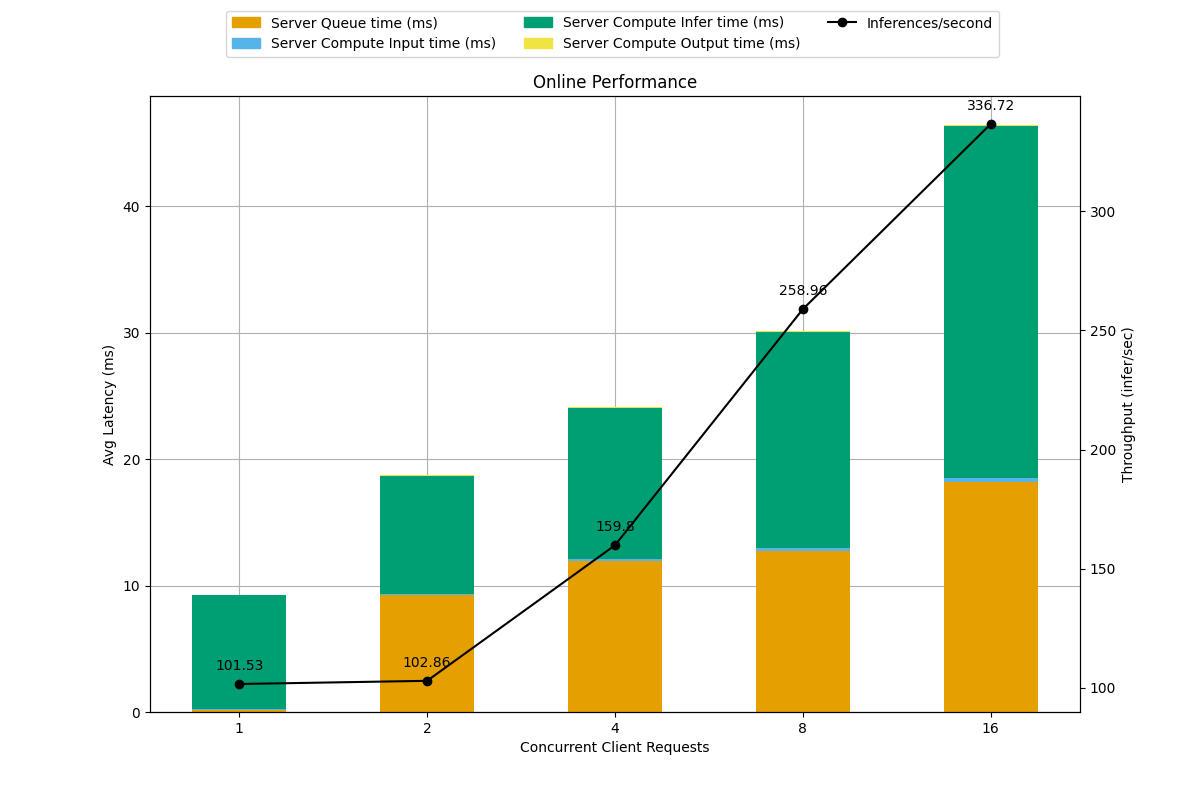 Server Queue time (ms)
Server Compute Input time (ms)
Server Compute Infer time (ms)
Server Compute Output time (ms)
Inferences/second
Online Performance
336.72
258.96
159.8
102.86
101.53
Avg Latency (ms)
40
30
20
10
0
Throughput (infer/sec)
300
250
200
150
100
1 2 4 8 16
Concurrent Client Requests